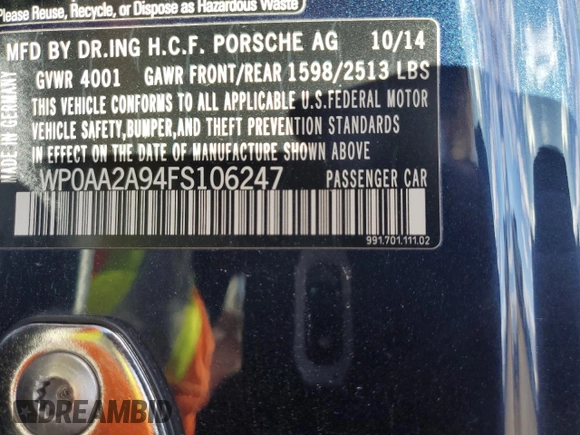 Please Reuse, Recycle, or Dispose as Hazardous Waste
MFD BY DR.ING H.C.F. PORSCHE AG 10/14
GVWR 4001 GAWR FRONT/REAR 1598/2513 LBS
THIS VEHICLE CONFORMS TO ALL APPLICABLE U.S.FEDERAL MOTOR
VEHICLE SAFETY,BUMPER,AND THEFT PREVENTION STANDARDS
IN EFFECT ON THE DATE OF MANUFACTURE SHOWN ABOVE
WP0AA2A94FS106247 PASSENGER CAR
991.701.111.02
MADE IN GERMANY
3
DREAMBID